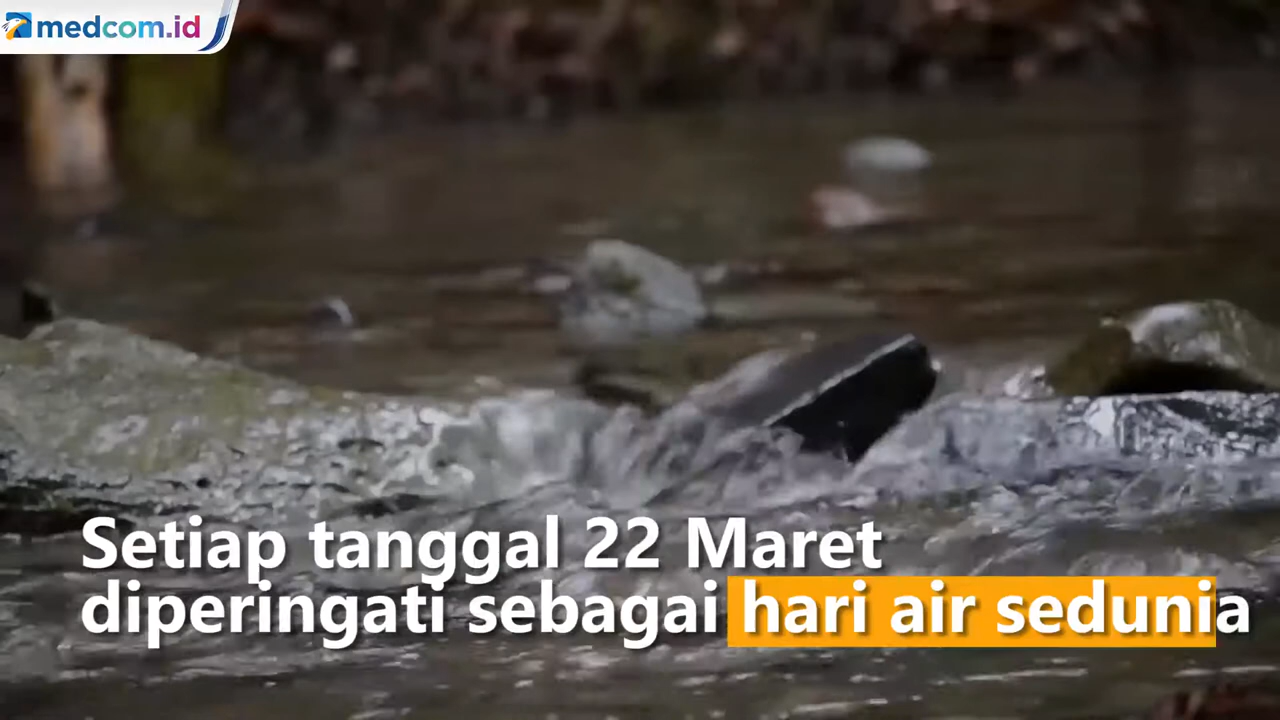 medcom.id
Setiap tanggal 22 Maret
diperingati sebagai hari air sedunia